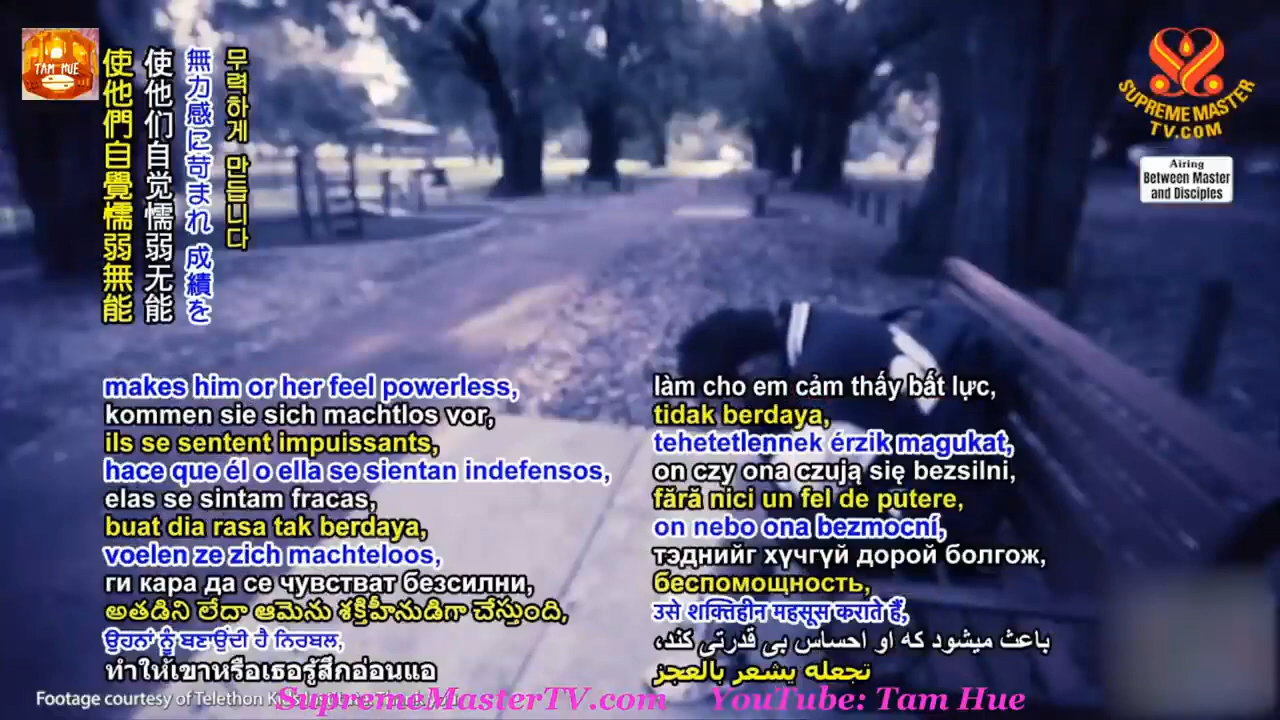 TAM HUE
使他們自覺懦弱無能
使他们自觉懦弱无能
無力感に苛まれ 成績を
무력하게 만듭니다
SUPREME MASTER
TV.COM
Airing
Between Master
and Disciples
makes him or her feel powerless,
kommen sie sich machtlos vor,
ils se sentent impuissants,
hace que él o ella se sientan indefensos,
elas se sintam fracas,
buat dia rasa tak berdaya,
voelen ze zich machteloos,
ги кара да се чувстват безсилни,
అతడిని లేదా ఆమెను శక్తిహీనుడిగా చేస్తుంది,
ਉਹਨਾਂ ਨੂੰ ਬਣਾਉਂਦੀ ਹੈ ਨਿਰਬਲ,
ทำให้เขาหรือเธอรู้สึกอ่อนแอ
làm cho em cảm thấy bất lực,
tidak berdaya,
tehetetlennek érzik magukat,
on czy ona czują się bezsilni,
fără nici un fel de putere,
on nebo ona bezmocní,
тэднийг хүчгүй дорой болгож,
беспомощность,
उसे शक्तिहीन महसूस कराते हैं,
باعث میشود که او احساس بی قدرتی کند،
تجعله يشعر بالعجز
Footage courtesy of Telethon
SupremeMasterTV.com YouTube: Tam Hue